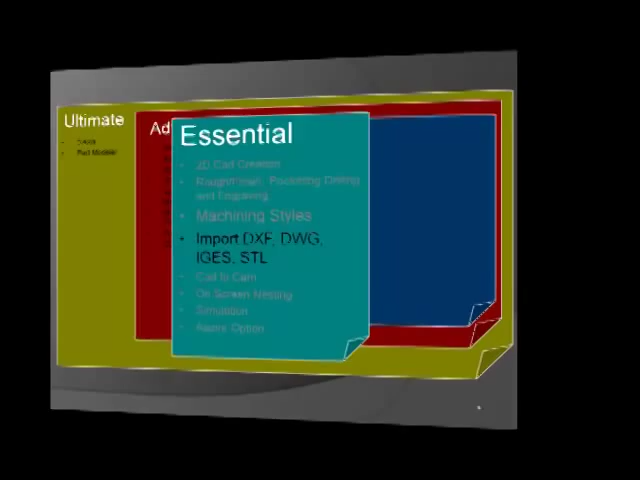 Ultimate
Ad
Essential
2D Cad Creation
Rough/Finish, Pocketing Drilling
and Engraving
Machining Styles
Import DXF, DWG,
IGES, STL
Cad to Cam
On Screen Nesting
Simulation
Option